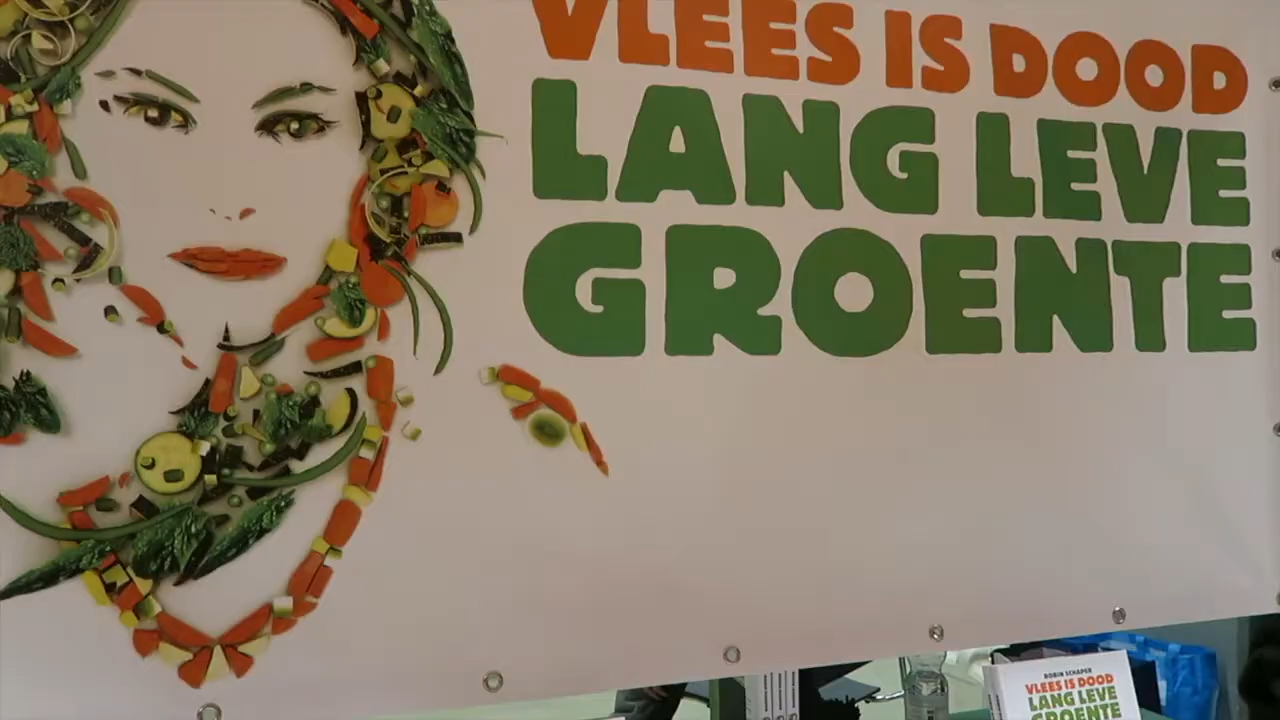 VLEES IS DOOD
LANG LEVE
GROENTE
ROBIN SCHAPER
VLEES IS DOOD
LANG LEVE
GROENTE